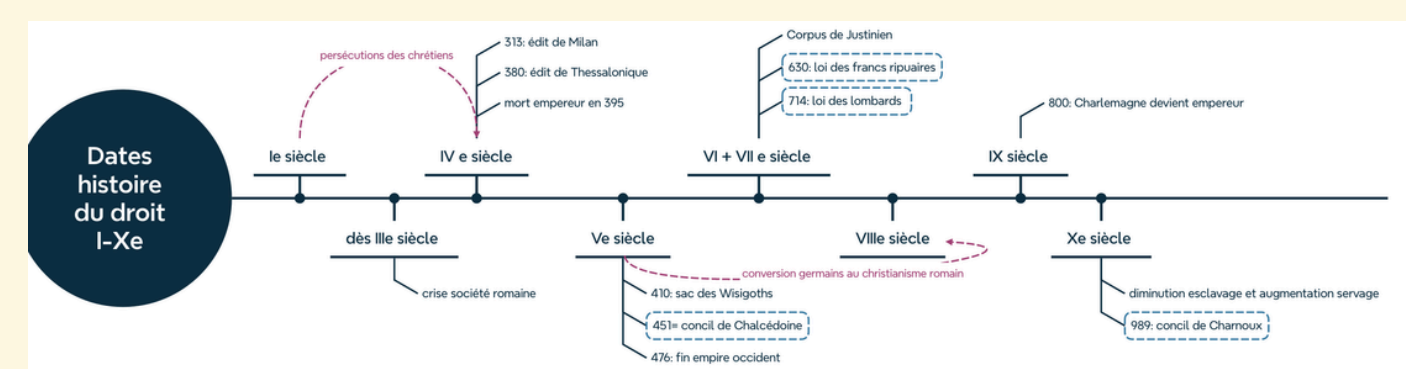 Dates
histoire
du droit
I-Xe
Ie siècle
persécutions des chrétiens
dès IIIe siècle
crise société romaine
IV e siècle
313: édit de Milan
380: édit de Thessalonique
mort empereur en 395
Ve siècle
410: sac des Wisigoths
451= concil de Chalcédoine
476: fin empire occident
conversion germains au christianisme romain
VI + VII e siècle
Corpus de Justinien
630: loi des francs ripuaires
714: loi des lombards
VIIIe siècle
IX siècle
800: Charlemagne devient empereur
Xe siècle
diminution esclavage et augmentation servage
989: concil de Charnoux